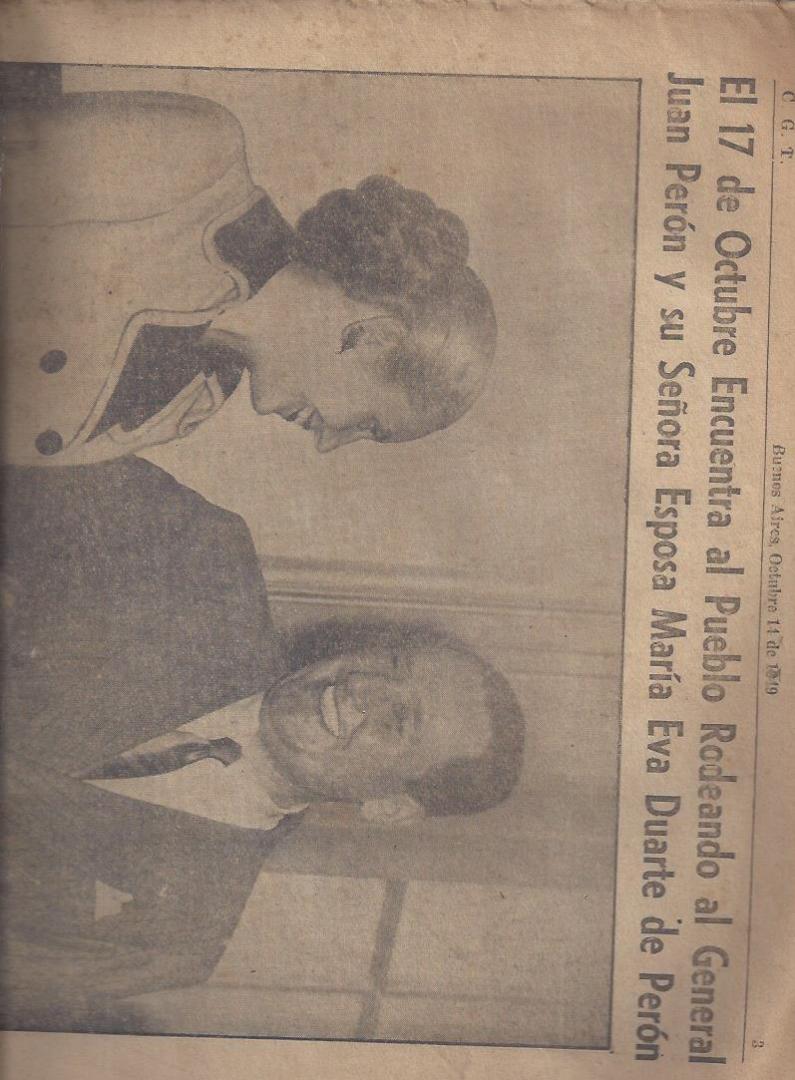 C. G. T.
Buenos Aires, Octubre 14 de 1949
3
El 17 de Octubre Encuentra al Pueblo Rodeando al General
Juan Perón y su Señora Esposa María Eva Duarte de Perón